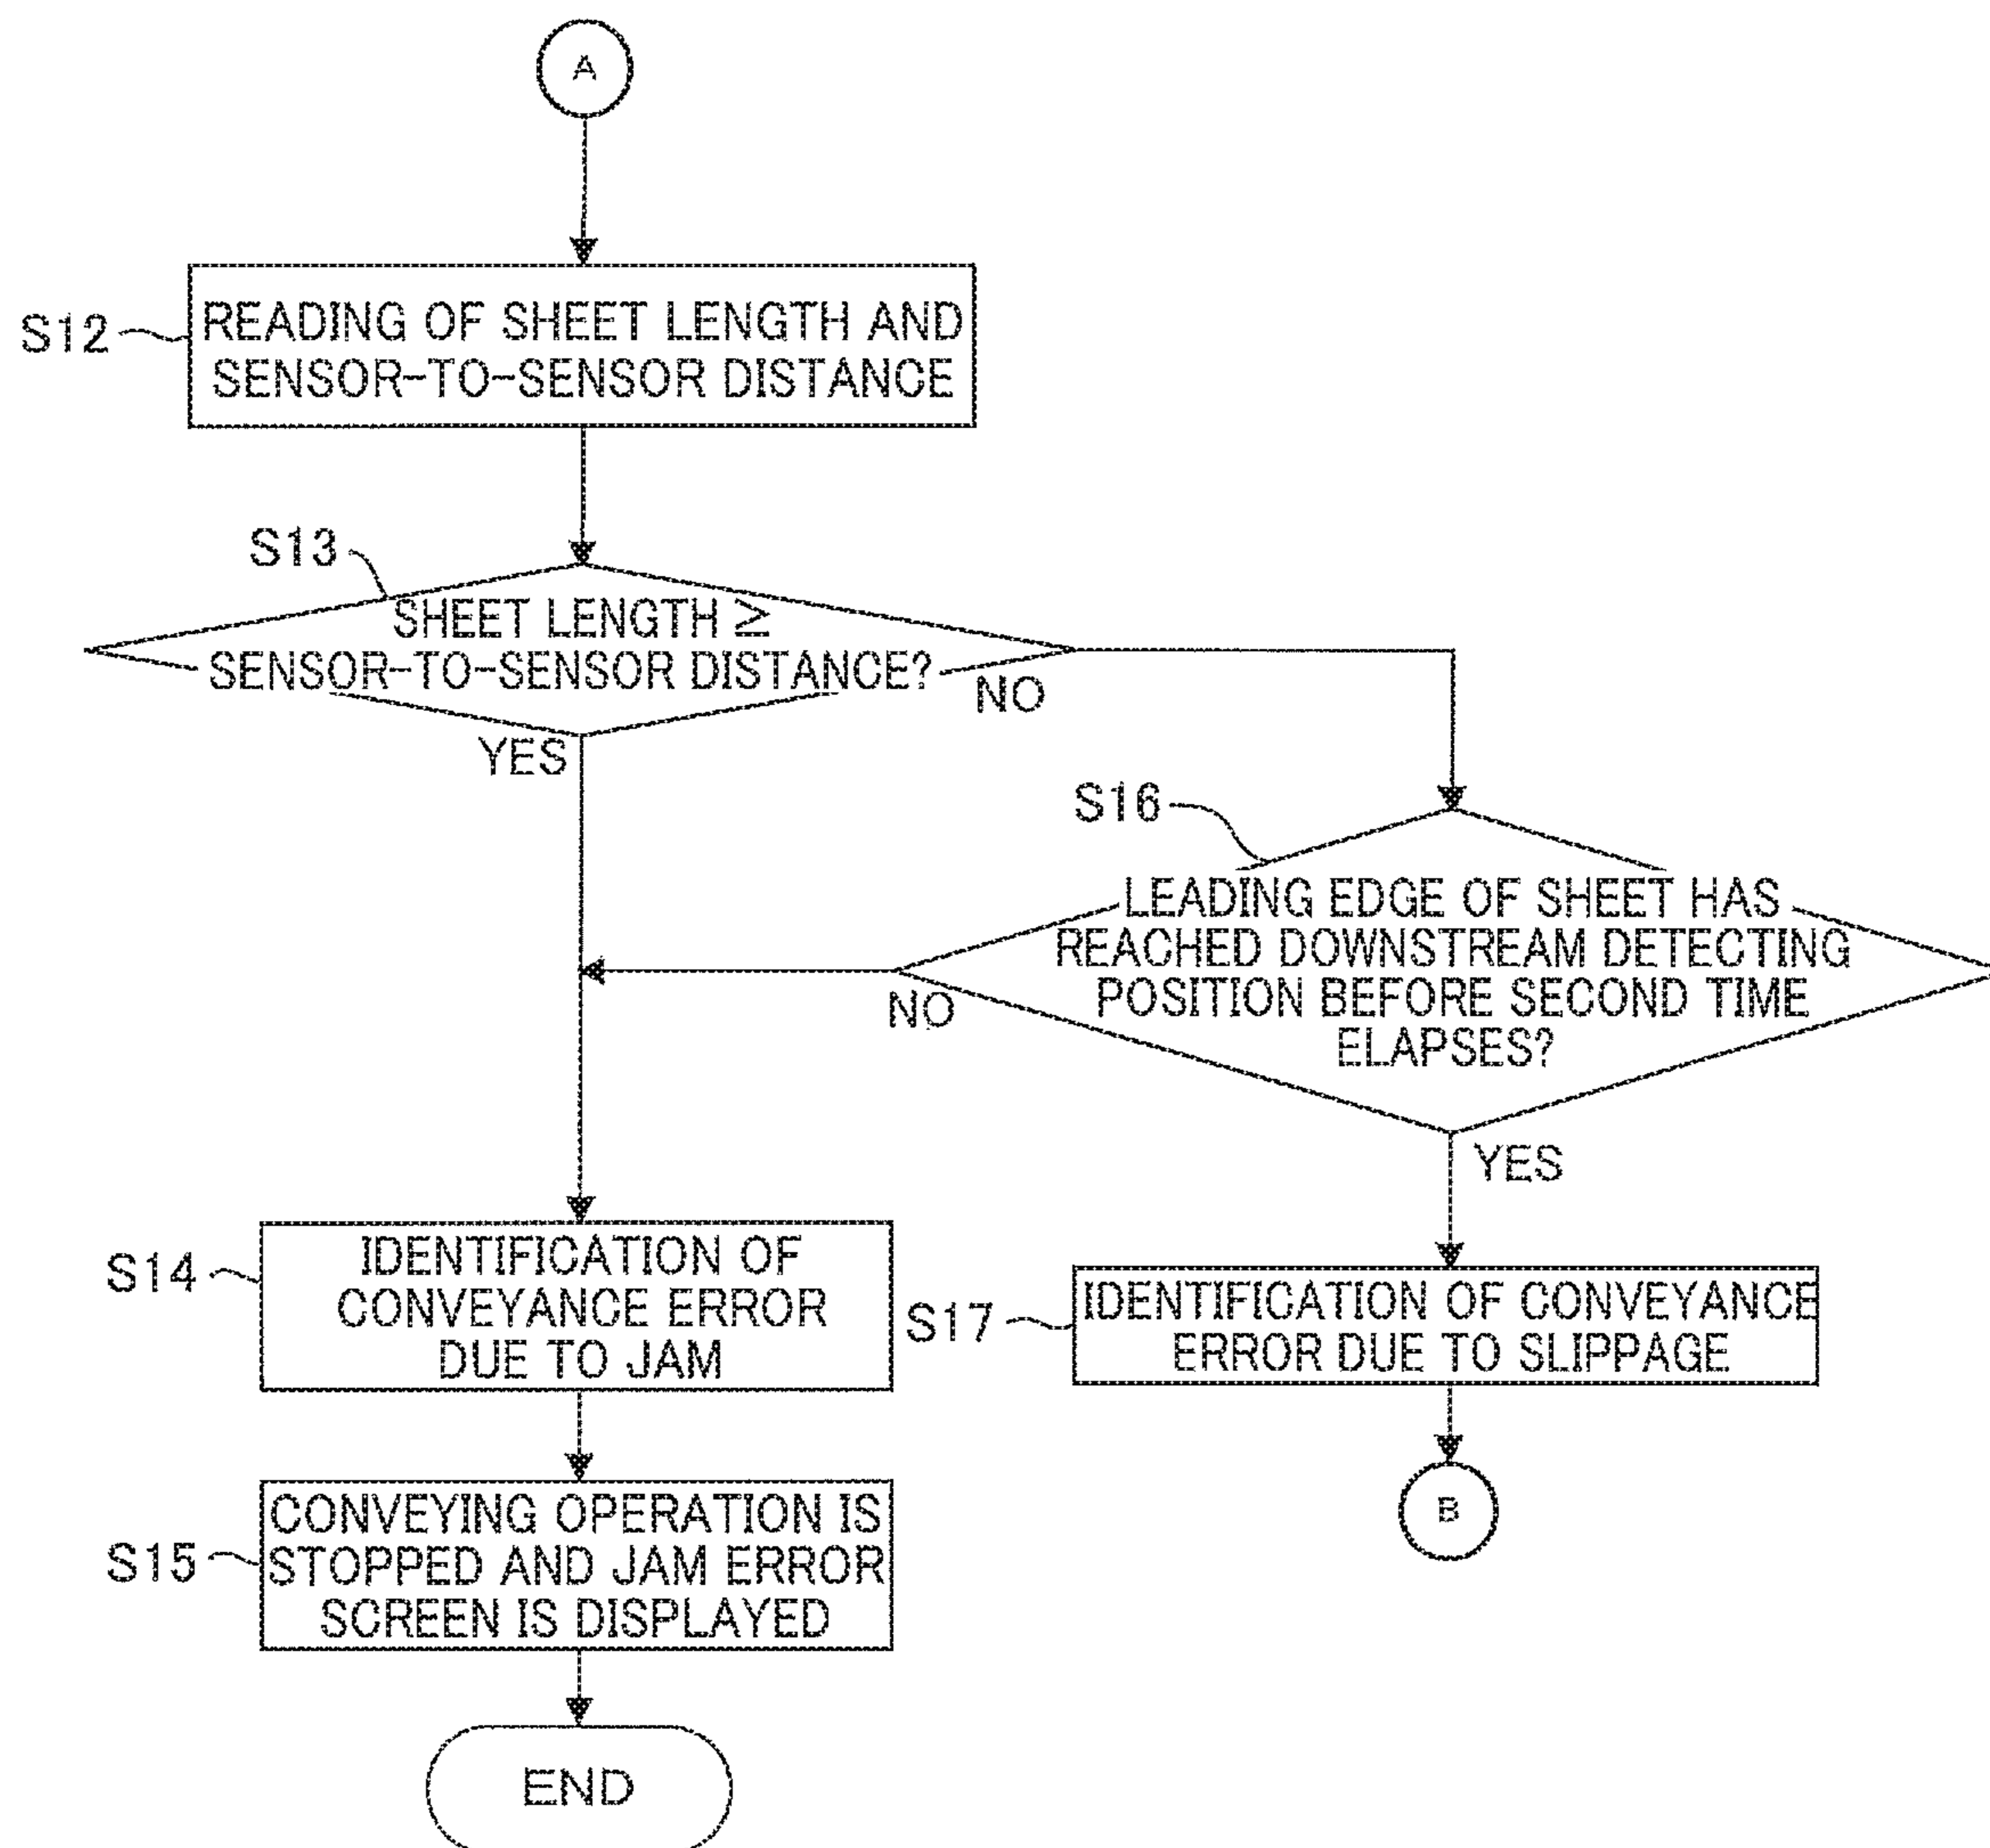 A
S12
READING OF SHEET LENGTH AND
SENSOR-TO-SENSOR DISTANCE
S13
SHEET LENGTH ≥
SENSOR-TO-SENSOR DISTANCE?
NO
YES
S16
LEADING EDGE OF SHEET HAS
REACHED DOWNSTREAM DETECTING
POSITION BEFORE SECOND TIME
ELAPSES?
NO
YES
S14
IDENTIFICATION OF
CONVEYANCE ERROR
DUE TO JAM
S17
IDENTIFICATION OF CONVEYANCE
ERROR DUE TO SLIPPAGE
S15
CONVEYING OPERATION IS
STOPPED AND JAM ERROR
SCREEN IS DISPLAYED
B
END